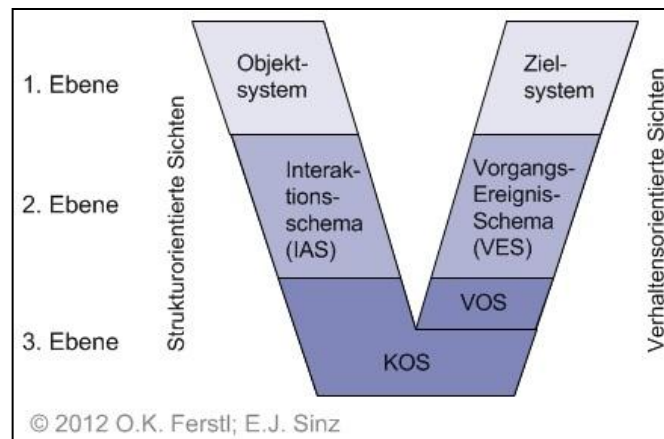 1. Ebene
2. Ebene
3. Ebene
Strukturorientierte Sichten
Objekt-
system
Interak-
tions-
schema
(IAS)
Ziel-
system
Vorgangs-
Ereignis-
Schema
(VES)
VOS
KOS
Verhaltensorientierte Sichten
© 2012 O.K. Ferstl; E.J. Sinz